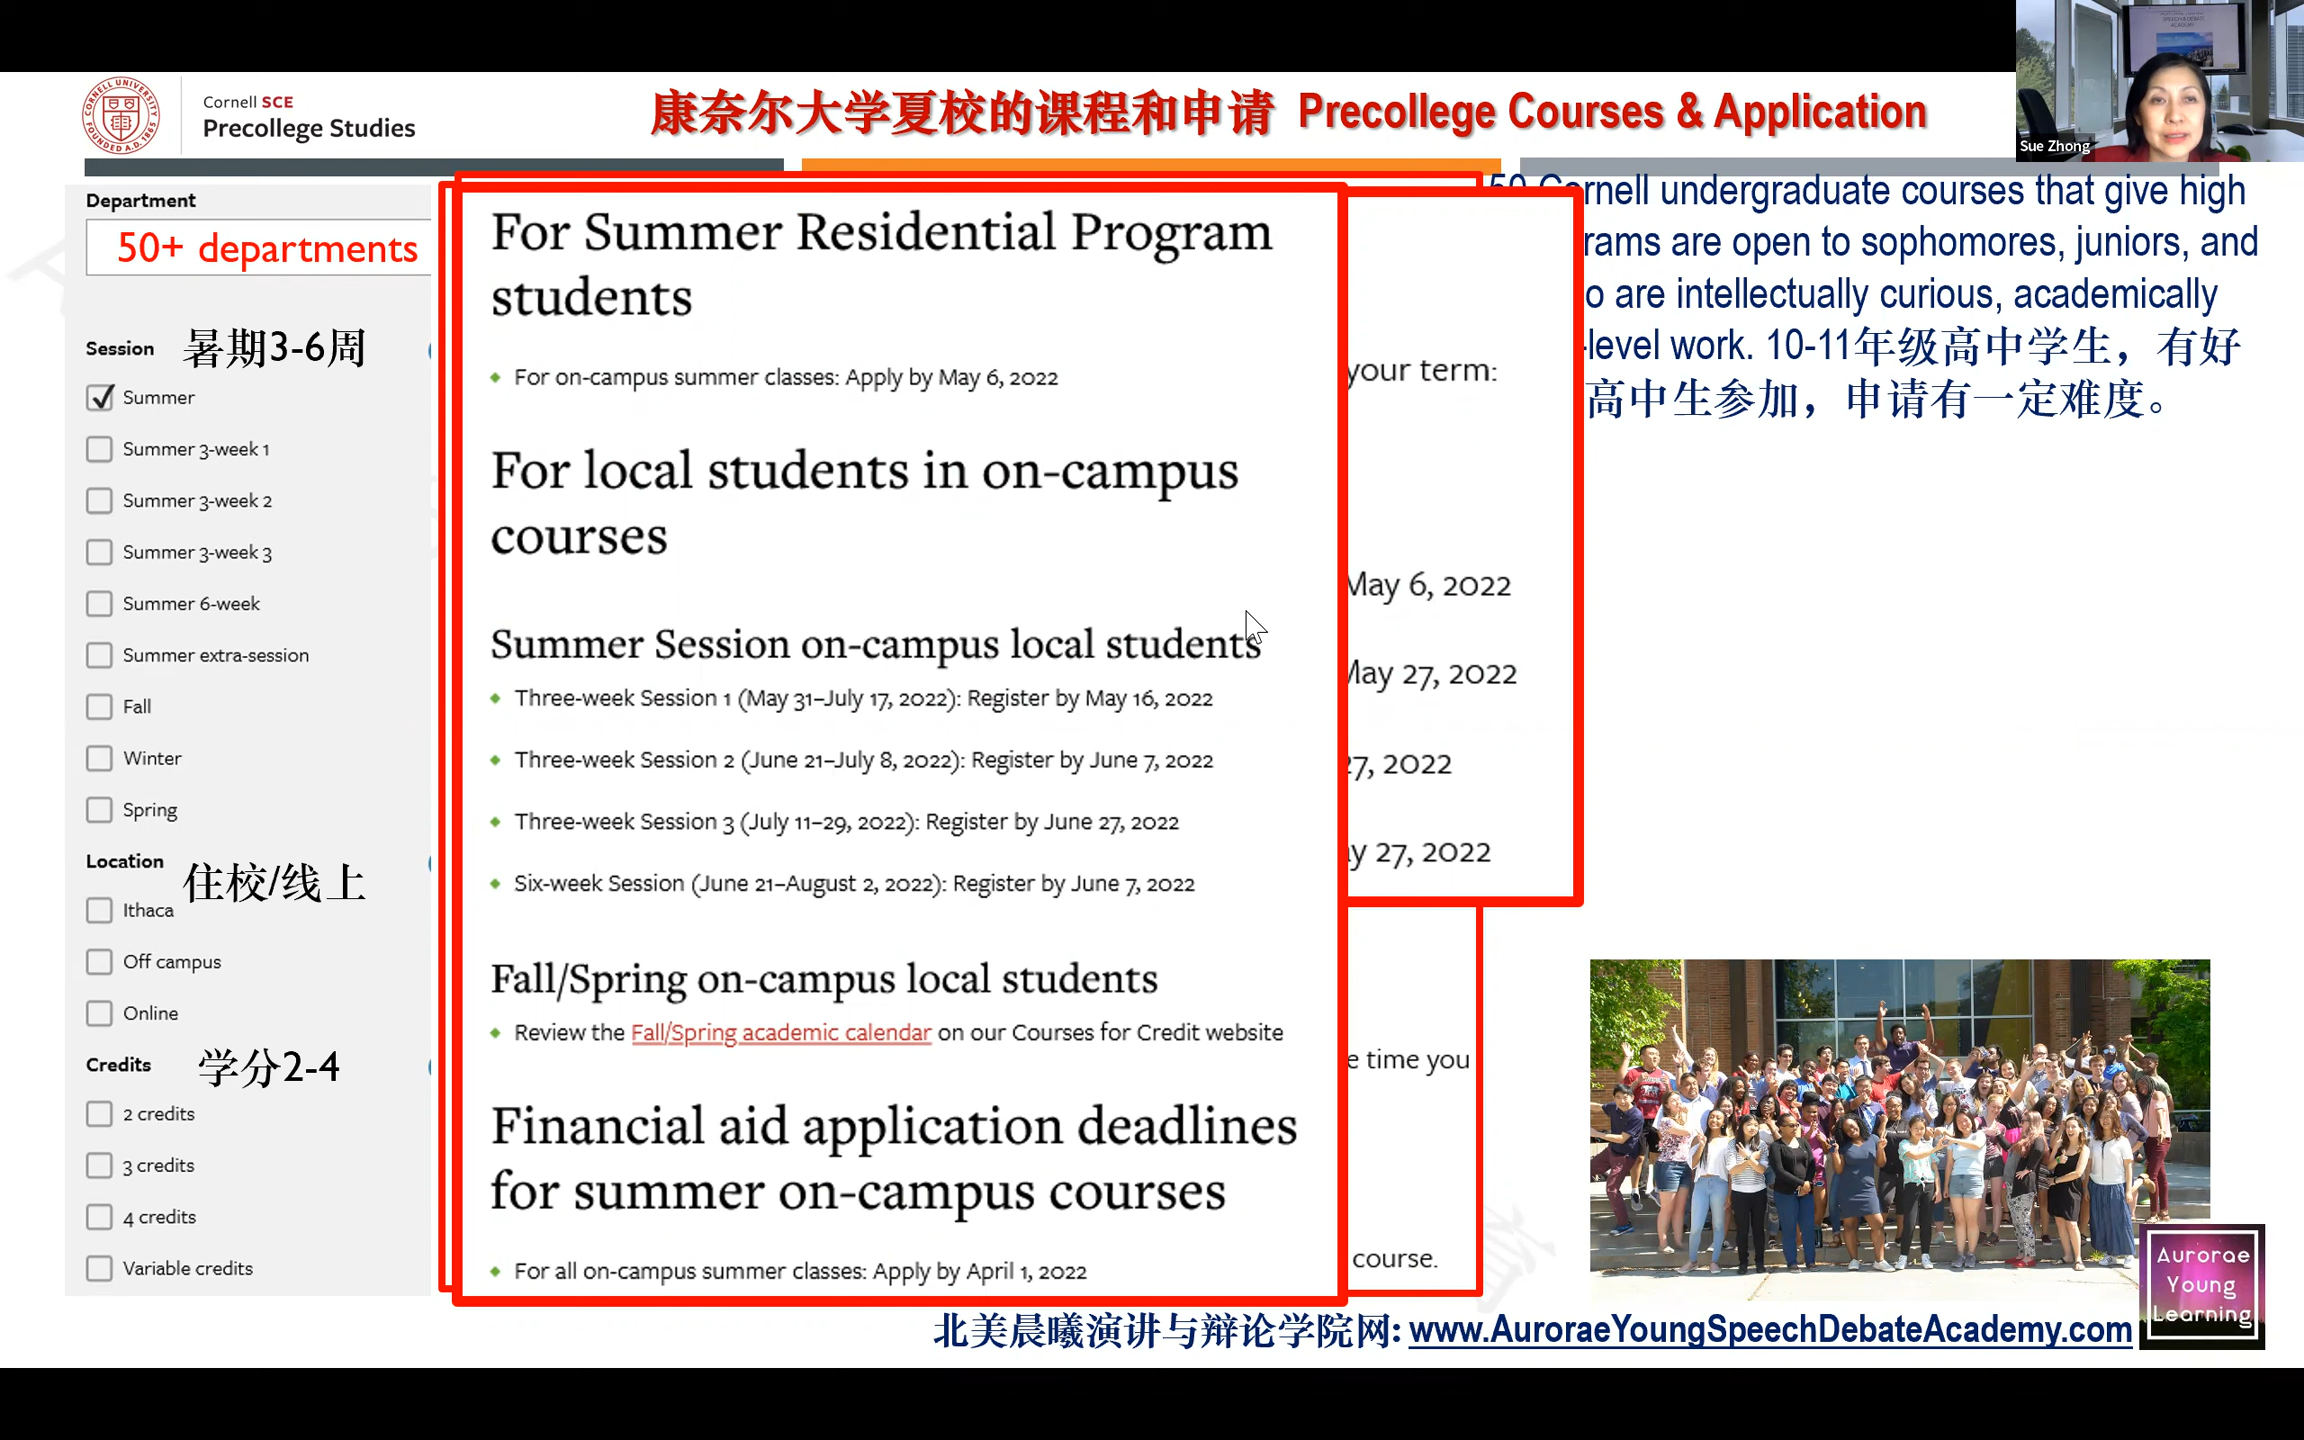 Cornell SCE
Precollege Studies
康奈尔大学夏校的课程和申请 Precollege Courses & Application
Sue Zhong
Department
50+ departments
Session 暑期3-6周
Summer
Summer 3-week 1
Summer 3-week 2
Summer 3-week 3
Summer 6-week
Summer extra-session
Fall
Winter
Spring
Location 住校/线上
Ithaca
Off campus
Online
Credits 学分2-4
2 credits
3 credits
4 credits
Variable credits
For Summer Residential Program
students
For on-campus summer classes: Apply by May 6, 2022
For local students in on-campus
courses
Summer Session on-campus local students
Three-week Session 1 (May 31–July 17, 2022): Register by May 16, 2022
Three-week Session 2 (June 21–July 8, 2022): Register by June 7, 2022
Three-week Session 3 (July 11–29, 2022): Register by June 27, 2022
Six-week Session (June 21–August 2, 2022): Register by June 7, 2022
Fall/Spring on-campus local students
Review the Fall/Spring academic calendar on our Courses for Credit website
Financial aid application deadlines
for summer on-campus courses
For all on-campus summer classes: Apply by April 1, 2022
your term:
May 6, 2022
May 27, 2022
27, 2022
27, 2022
time you
course.
undergraduate courses that give high
are open to sophomores, juniors, and
are intellectually curious, academically
-level work. 10-11年级高中学生，有好
高中生参加，申请有一定难度。
Aurorae
Young
Learning
北美晨曦演讲与辩论学院网: www.AuroraeYoungSpeechDebateAcademy.com